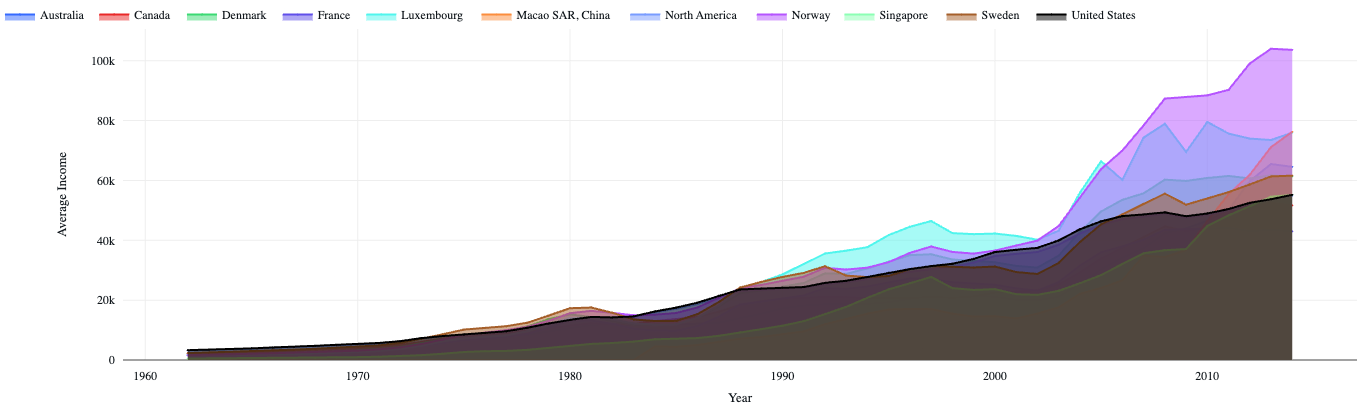 Australia Canada Denmark France Luxembourg Macao SAR, China North America Norway Singapore Sweden United States
100k
80k
60k
40k
20k
0
Average Income
1960 1970 1980 1990 2000 2010
Year